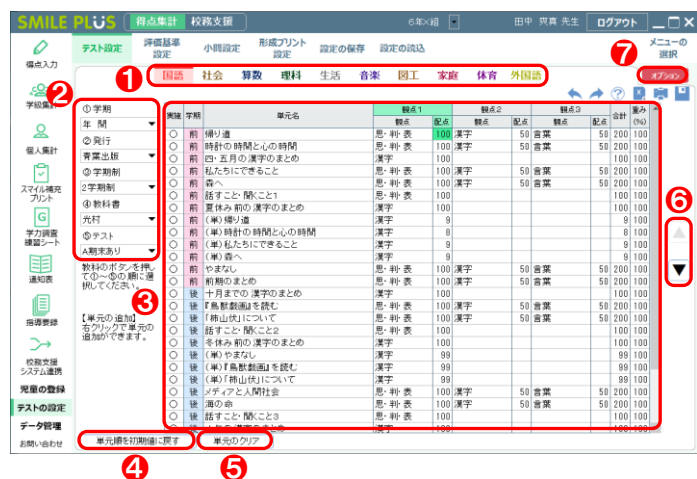 SMILE PLUS 得点集計 校務支援 6年×組 田中 爽真 先生 ログアウト
得点入力
テスト設定 評価基準設定 小問設定 形成プリント設定 設定の保存 設定の読込 ❼ メニューの選択
❶ 国語 社会 算数 理科 生活 音楽 図工 家庭 体育 外国語 オプション
学級集計
個人集計
スマイル補充プリント
学力調査練習シート
通知表
指導要録
校務支援システム連携
児童の登録
テストの設定
データ管理
お問い合わせ
❷
①学期
年 間
②発行
青葉出版
③学期制
2学期制
④教科書
光村
⑤テスト
A期末あり
教科のボタンを押し
て①~⑤の順に選
択してください。
❸
【単元の追加】
右クリックで単元の
追加ができます。
実施 学期 単元名 観点1 観点2 観点3 合計 重み(%)
観点 配点 観点 配点 観点 配点
○ 前 帰り道 思・判・表 100 漢字 50 言葉 50 200 100
○ 前 時計の時間と心の時間 思・判・表 100 漢字 50 言葉 50 200 100
○ 前 四・五月の漢字のまとめ 漢字 100 100 100
○ 前 私たちにできること 思・判・表 100 漢字 50 言葉 50 200 100
○ 前 森へ 思・判・表 100 漢字 50 言葉 50 200 100
○ 前 話すこと・聞くこと1 思・判・表 100 100 100
○ 前 夏休み前の漢字のまとめ 漢字 100 100 100
○ 前 (単)帰り道 漢字 9 9 100
○ 前 (単)時計の時間と心の時間 漢字 8 8 100
○ 前 (単)私たちにできること 漢字 9 9 100
○ 前 (単)森へ 漢字 9 9 100
○ 前 やまなし 思・判・表 100 漢字 50 言葉 50 200 100
○ 前 前期のまとめ 思・判・表 100 漢字 50 言葉 50 200 100
○ 後 十月までの漢字のまとめ 漢字 100 100 100
○ 後 『鳥獣戯画』を読む 思・判・表 100 漢字 50 言葉 50 200 100
○ 後 「柿山伏」について 思・判・表 100 漢字 50 言葉 50 200 100
○ 後 話すこと・聞くこと2 思・判・表 100 100 100
○ 後 冬休み前の漢字のまとめ 漢字 100 100 100
○ 後 (単)やまなし 漢字 99 99 100
○ 後 (単)『鳥獣戯画』を読む 漢字 99 99 100
○ 後 (単)「柿山伏」について 漢字 99 99 100
○ 後 メディアと人間社会 思・判・表 100 漢字 50 言葉 50 200 100
○ 後 海の命 思・判・表 100 漢字 50 言葉 50 200 100
○ 後 話すこと・聞くこと3 思・判・表 100 100 100
❻
単元順を初期値に戻す 単元のクリア
❹ ❺